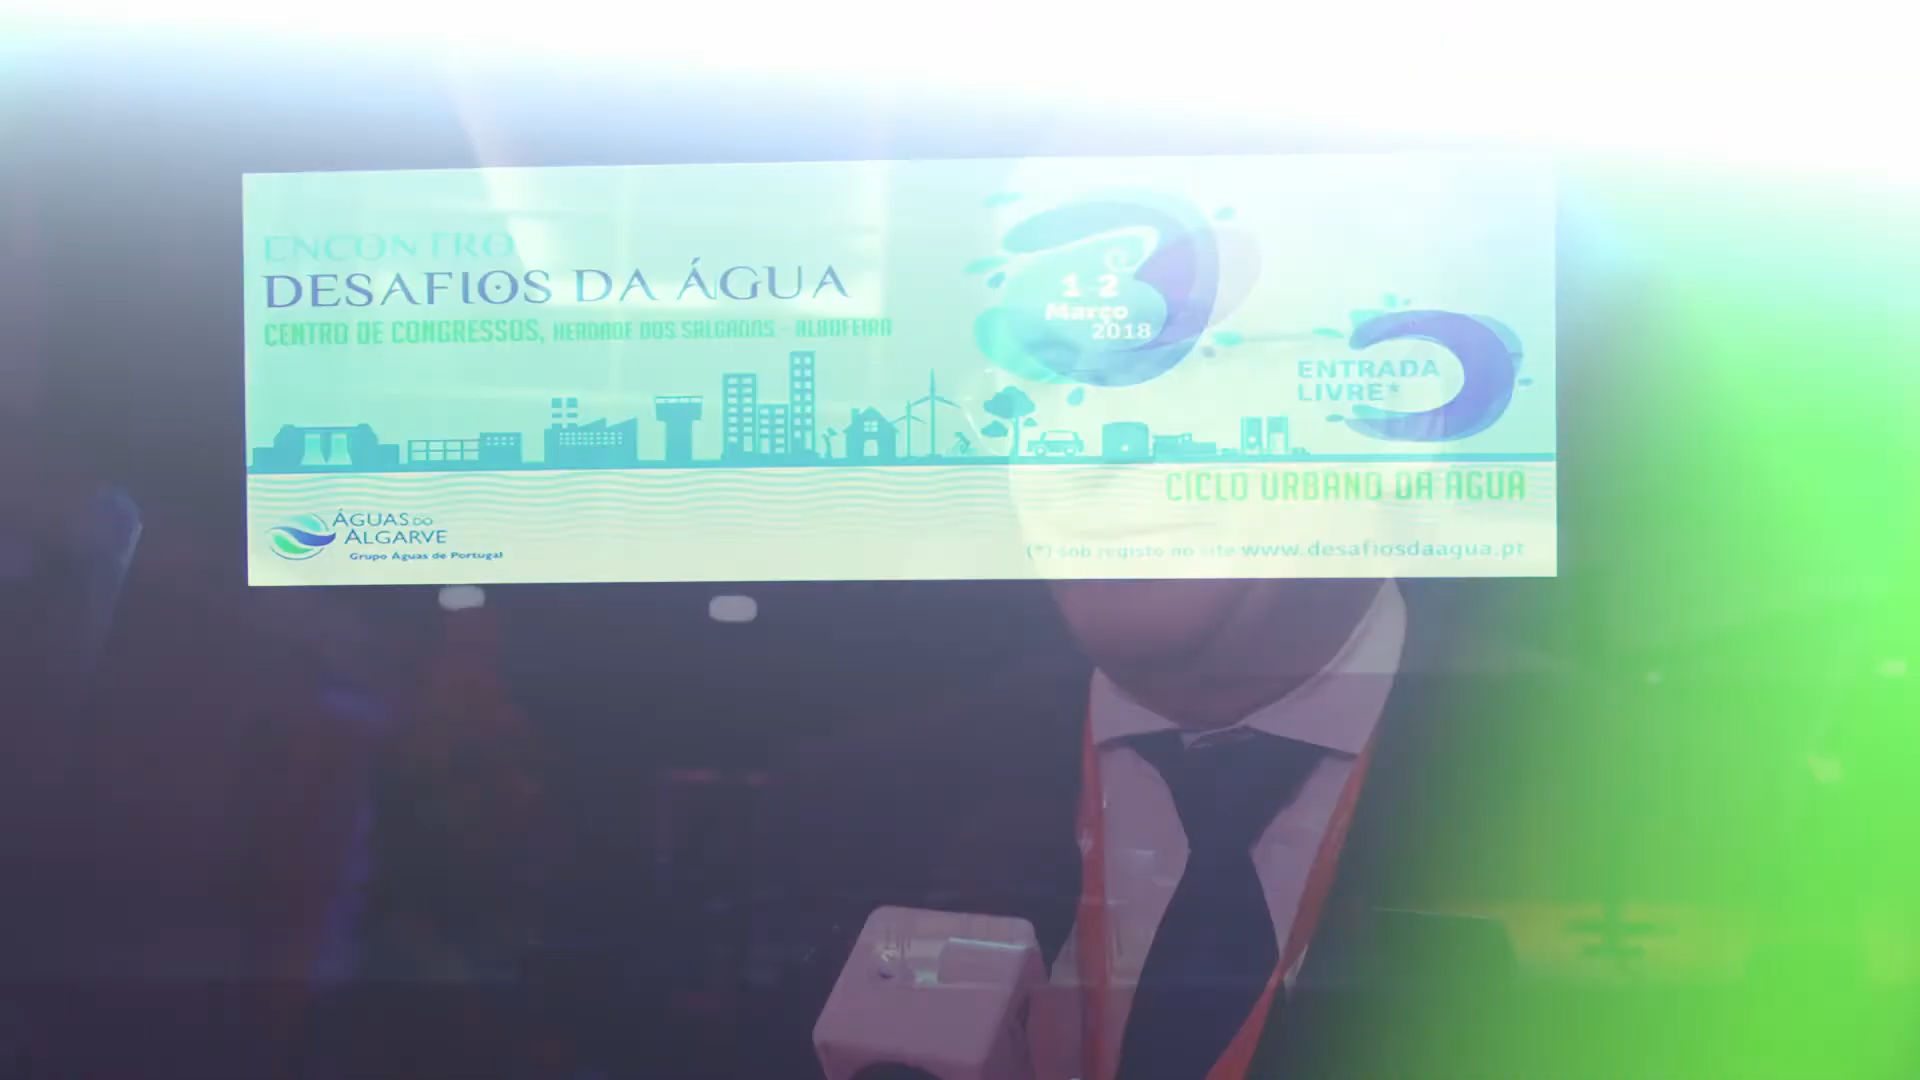 ENCONTRO
DESAFIOS DA ÁGUA
CENTRO DE CONGRESSOS, HERDADE DOS SALGADOS - ALBUFEIRA
1 - 2
Março
2018
ENTRADA
LIVRE*
CICLO URBANO DA ÁGUA
ÁGUAS DO
ALGARVE
Grupo Águas de Portugal
(*) sob registo no site www.desafiosdaagua.pt